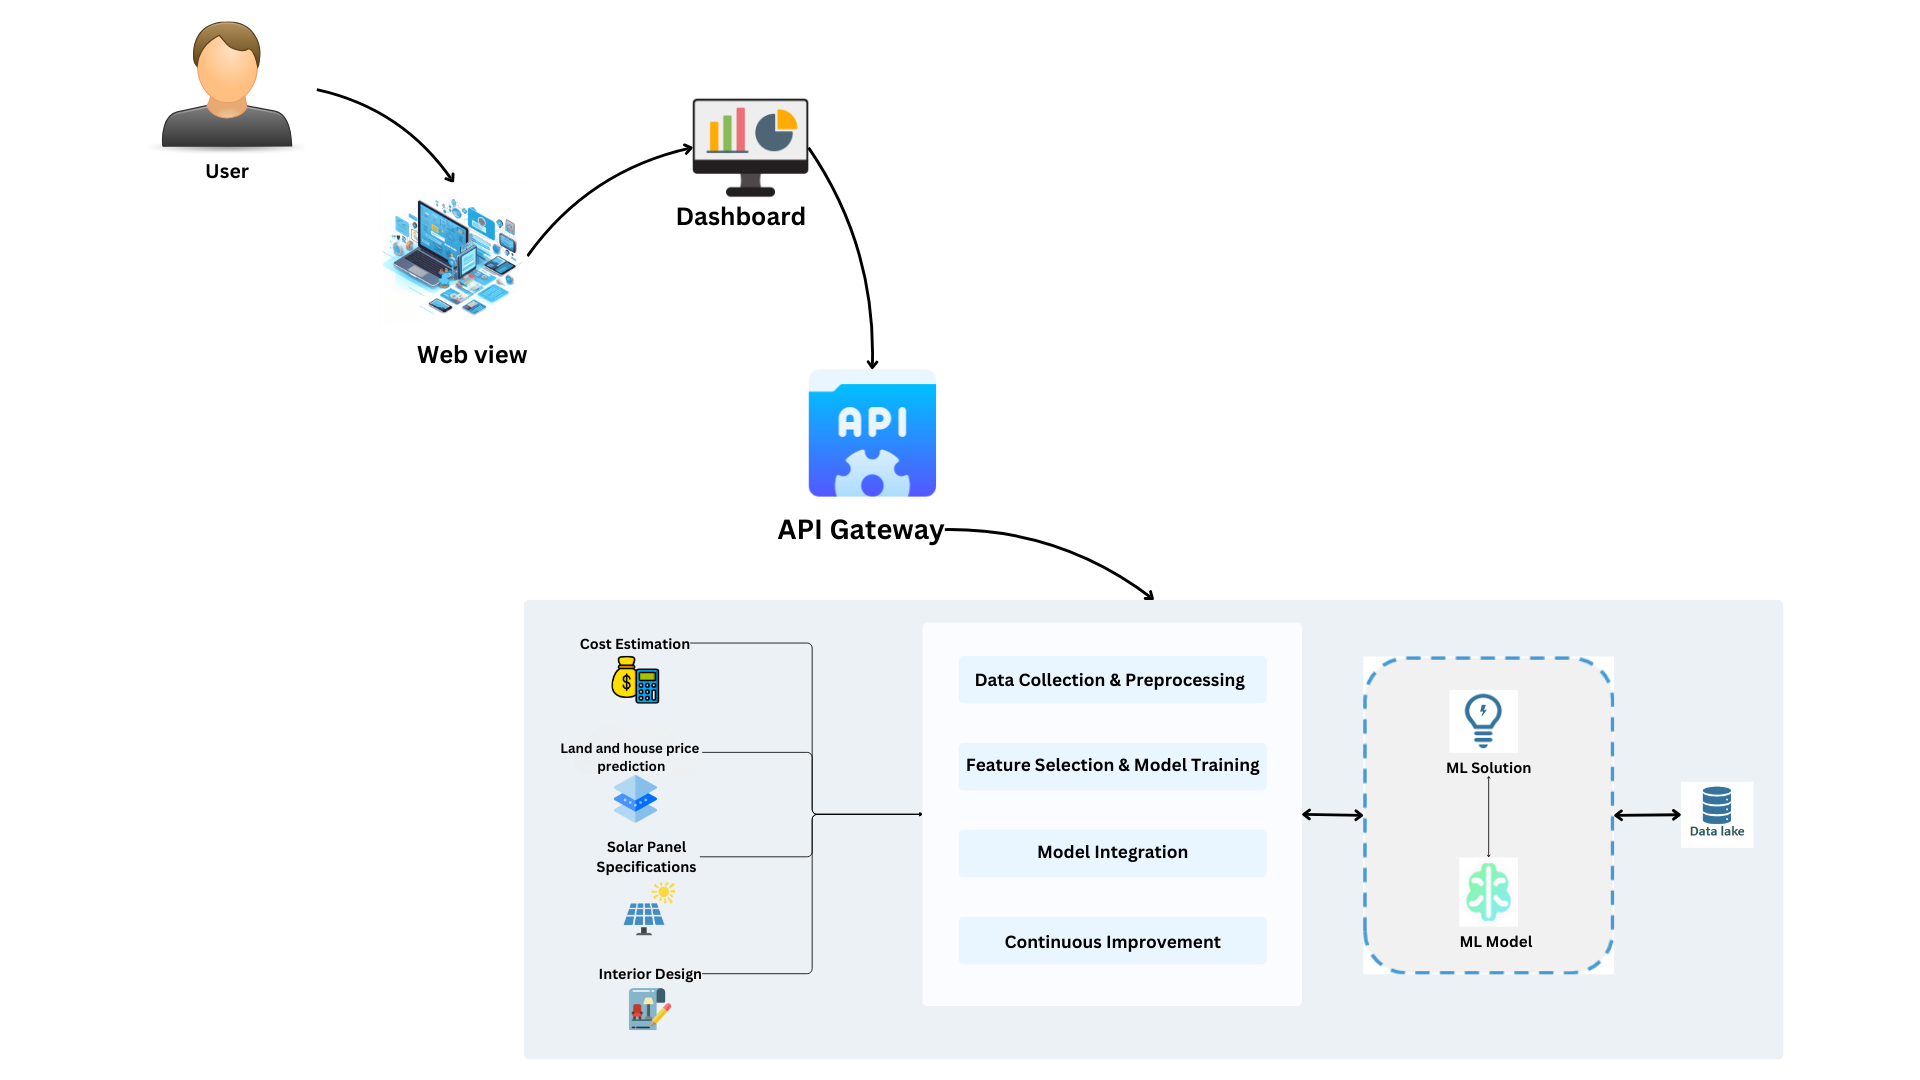 User
Web view
Dashboard
API
API Gateway
Cost Estimation
Land and house price
prediction
Solar Panel
Specifications
Interior Design
Data Collection & Preprocessing
Feature Selection & Model Training
Model Integration
Continuous Improvement
ML Solution
ML Model
Data lake